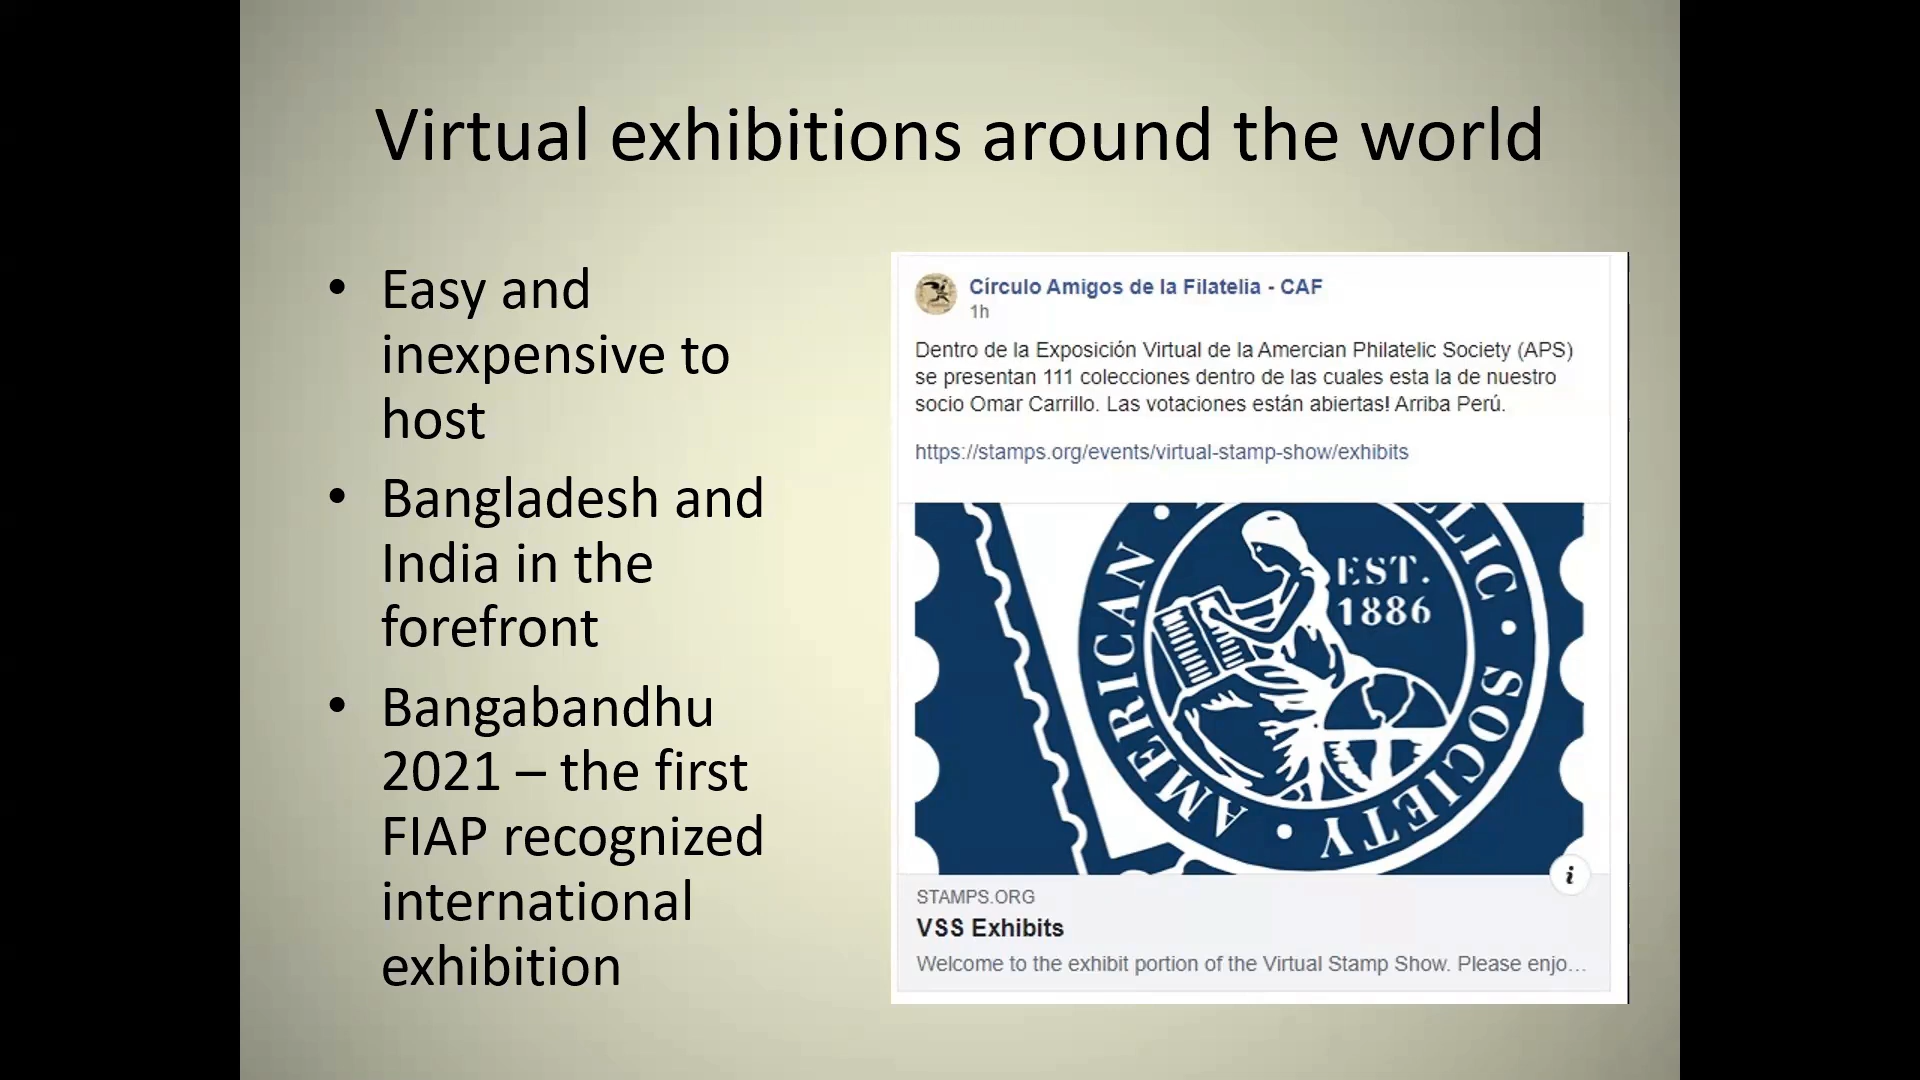 Virtual exhibitions around the world
• Easy and
inexpensive to
host
• Bangladesh and
India in the
forefront
• Bangabandhu
2021 – the first
FIAP recognized
international
exhibition
Círculo Amigos de la Filatelia - CAF
1h
Dentro de la Exposición Virtual de la Amercian Philatelic Society (APS)
se presentan 111 colecciones dentro de las cuales esta la de nuestro
socio Omar Carrillo. Las votaciones están abiertas! Arriba Perú.
https://stamps.org/events/virtual-stamp-show/exhibits
AMERICAN
ELIC
SOCIETY
EST.
1886
i
STAMPS.ORG
VSS Exhibits
Welcome to the exhibit portion of the Virtual Stamp Show. Please enjo...